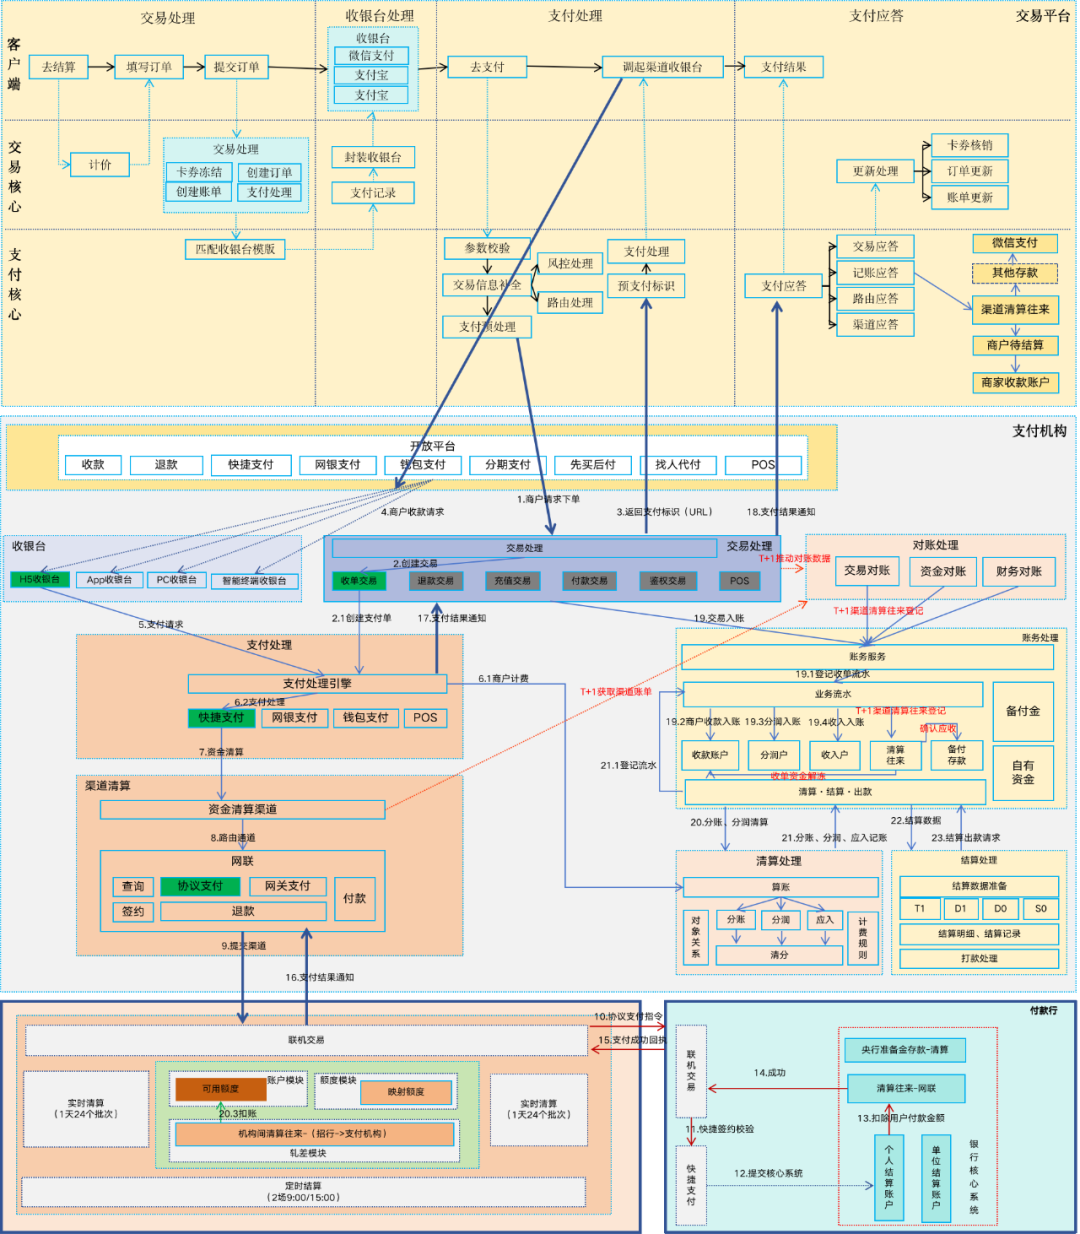 交易处理
收银台处理
支付处理
支付应答
交易平台
客户端
去结算
填写订单
提交订单
收银台
微信支付
支付宝
支付宝
去支付
调起渠道收银台
支付结果
交易核心
计价
交易处理
卡券冻结
创建订单
创建账单
支付处理
封装收银台
支付记录
更新处理
卡券核销
订单更新
账单更新
支付核心
匹配收银台模版
参数校验
交易信息补全
支付预处理
风控处理
路由处理
支付处理
预支付标识
支付应答
交易应答
记账应答
路由应答
渠道应答
微信支付
其他存款
渠道清算往来
商户待结算
商家收款账户
支付机构
开放平台
收款
退款
快捷支付
网银支付
钱包支付
分期支付
先买后付
找人代付
POS
1.商户请求下单
4.商户收款请求
3.返回支付标识（URL）
18.支付结果通知
收银台
H5收银台
App收银台
PC收银台
智能终端收银台
交易处理
交易处理
2.创建交易
收单交易
退款交易
充值交易
付款交易
鉴权交易
POS
T+1推动对账数据
对账处理
交易对账
资金对账
财务对账
T+1渠道清算往来登记
5.支付请求
2.1创建支付单
17.支付结果通知
19.交易入账
支付处理
支付处理引擎
6.1商户计费
6.2支付处理
快捷支付
网银支付
钱包支付
POS
7.资金清算
T+1获取渠道账单
账务处理
账务服务
19.1登记收单流水
业务流水
T+1渠道清算往来登记
19.2商户收款入账
19.3分润入账
19.4收入入账
确认应收
收款账户
分润户
收入户
清算往来
备付存款
备付金
自有资金
收单资金解冻
21.1登记流水
清算·结算·出款
渠道清算
资金清算渠道
8.路由通道
网联
查询
协议支付
网关支付
付款
签约
退款
9.提交渠道
16.支付结果通知
20.分账、分润清算
21.分账、分润、应入记账
22.结算数据
23.结算出款请求
清算处理
算账
对象关系
分账
分润
应入
清分
计费规则
结算处理
结算数据准备
T1
D1
D0
S0
结算明细、结算记录
打款处理
联机交易
实时清算
（1天24个批次）
可用额度
账户模块
额度模块
映射额度
20.3扣账
机构间清算往来-（招行->支付机构）
轧差模块
实时清算
（1天24个批次）
定时结算
（2场9:00/15:00）
10.协议支付指令
15.支付成功回执
付款行
联机交易
14.成功
央行准备金存款-清算
清算往来-网联
13.扣除用户付款金额
11.快捷签约校验
快捷支付
12.提交核心系统
个人结算账户
单位结算账户
银行核心系统